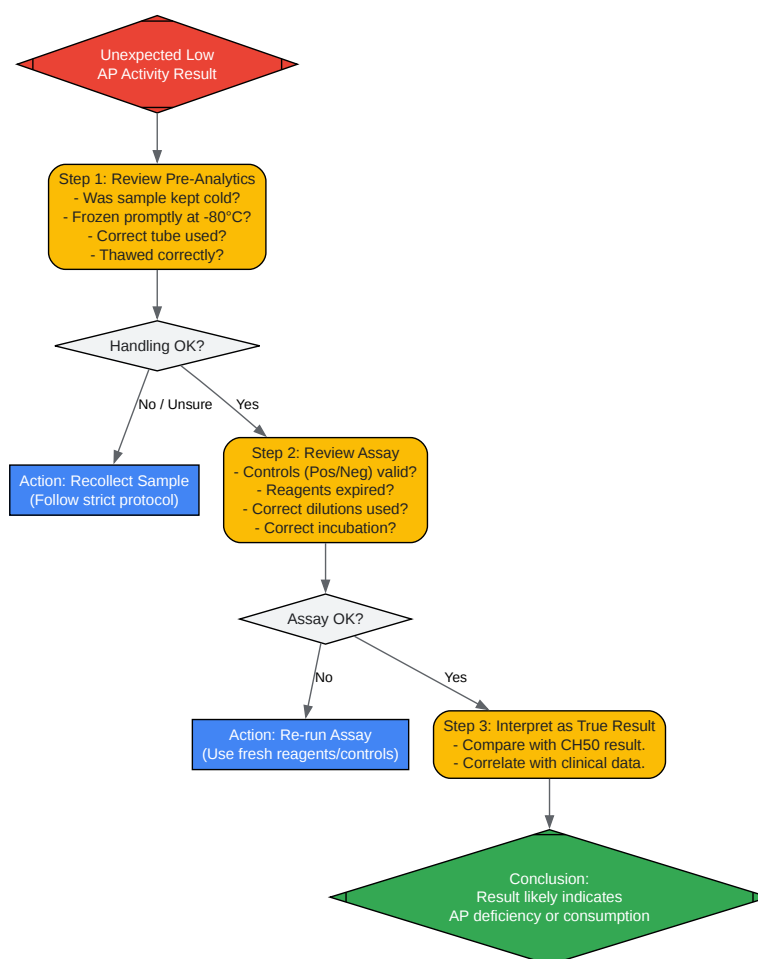 Unexpected Low
AP Activity Result
Step 1: Review Pre-Analytics
- Was sample kept cold?
- Frozen promptly at -80°C?
- Correct tube used?
- Thawed correctly?
Handling OK?
No / Unsure
Yes
Action: Recollect Sample
(Follow strict protocol)
Step 2: Review Assay
- Controls (Pos/Neg) valid?
- Reagents expired?
- Correct dilutions used?
- Correct incubation?
Assay OK?
No
Yes
Action: Re-run Assay
(Use fresh reagents/controls)
Step 3: Interpret as True Result
- Compare with CH50 result.
- Correlate with clinical data.
Conclusion:
Result likely indicates
AP deficiency or consumption